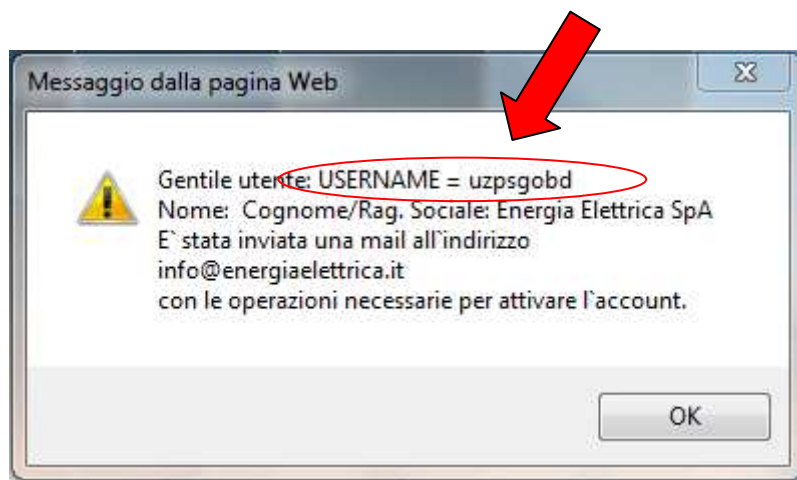 Messaggio dalla pagina Web
Gentile utente: USERNAME = uzpsgobd
Nome:  Cognome/Rag. Sociale: Energia Elettrica SpA
E` stata inviata una mail all`indirizzo
info@energiaelettrica.it
con le operazioni necessarie per attivare l`account.
OK